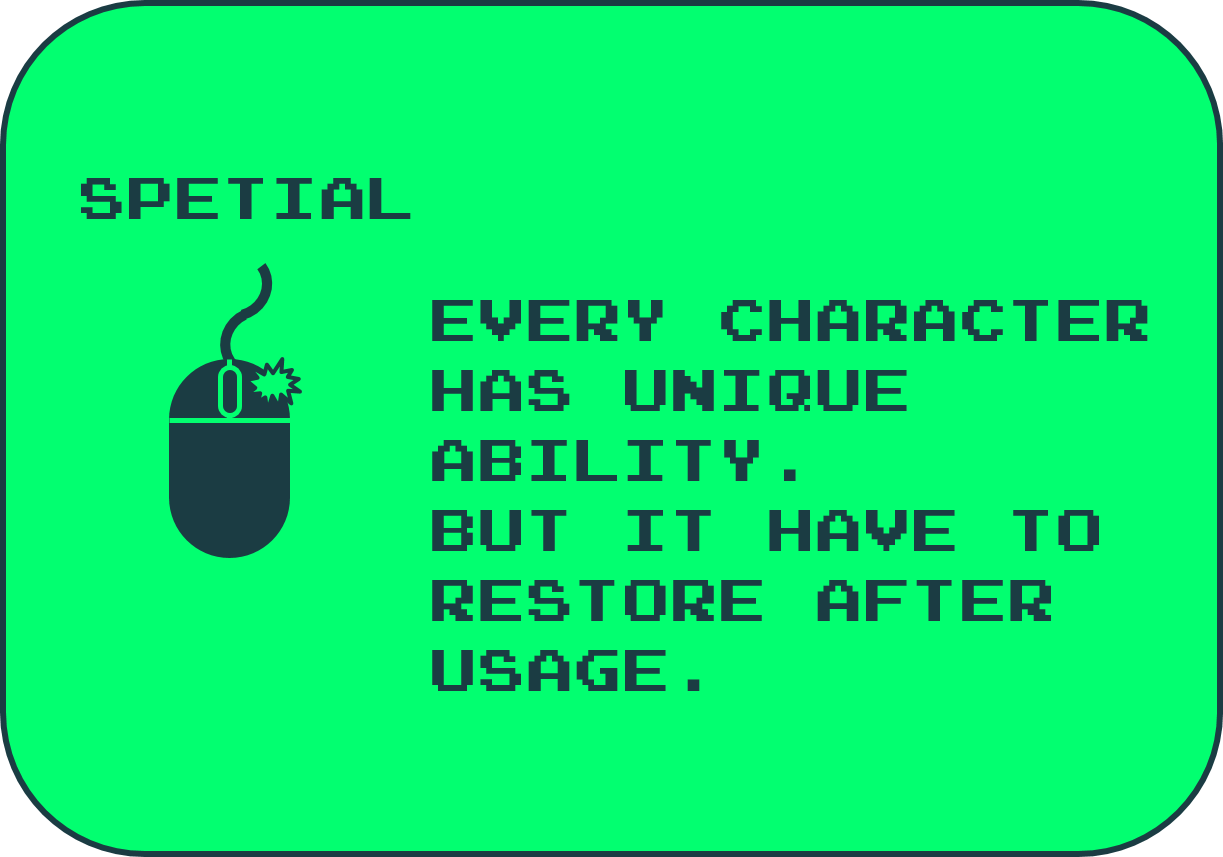 SPETIAL
EVERY CHARACTER
HAS UNIQUE
ABILITY.
BUT IT HAVE TO
RESTORE AFTER
USAGE.